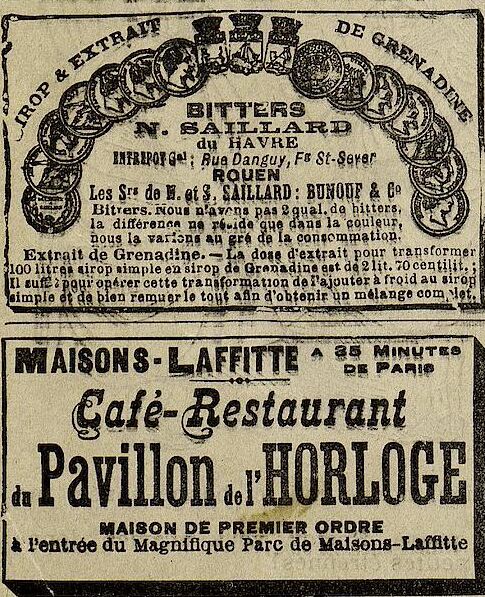 SIROP & EXTRAIT DE GRENADINE
BITTERS
N. SAILLARD
du HAVRE
ENTREPOT Gal; Rue Danguy, Fg St-Sever
ROUEN
Les Srs de N. et S. SAILLARD: BUNOUF & Ce
Bitters. Nous n'avons pas 2 qual. de bitters,
la différence ne réside que dans la couleur,
nous la varions au gré de la consommation.
Extrait de Grenadine. — La dose d'extrait pour transformer
100 litres sirop simple en sirop de Grenadine est de 2 lit. 70 centilit.;
Il suffit pour opérer cette transformation de l'ajouter à froid au sirop
simple et de bien remuer le tout afin d'obtenir un mélange complet.
MAISONS-LAFFITTE A 35 MINUTES
DE PARIS
Café-Restaurant
du Pavillon de l'HORLOGE
MAISON DE PREMIER ORDRE
à l'entrée du Magnifique Parc de Maisons-Laffitte